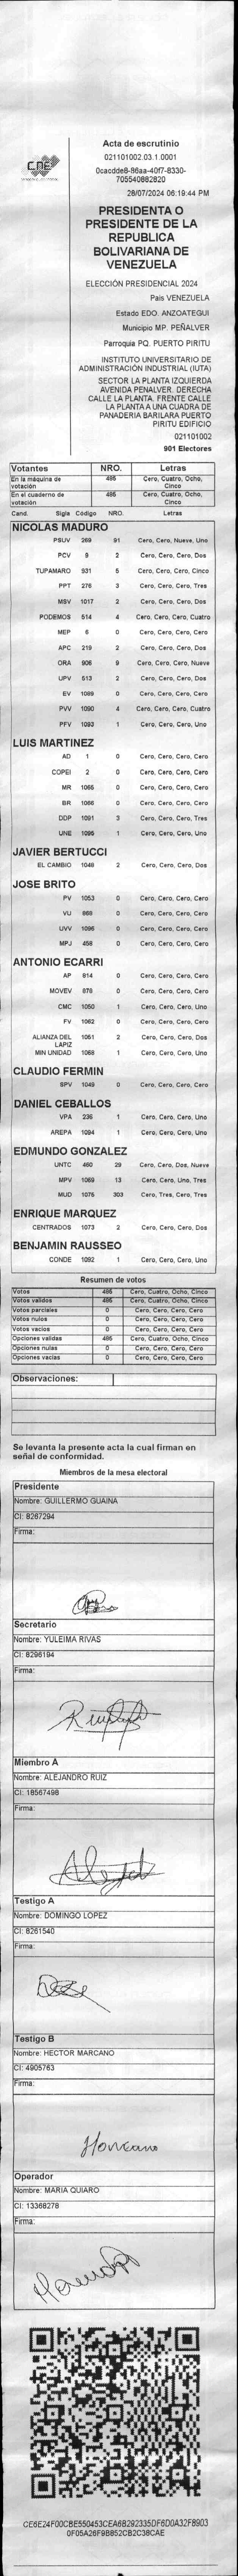 CNE
Acta de escrutinio
021101002.03.1.0001
0cacdde8-86aa-40f7-8330-
705540882820
28/07/2024 06:19:44 PM
PRESIDENTA O
PRESIDENTE DE LA
REPUBLICA
BOLIVARIANA DE
VENEZUELA
ELECCIÓN PRESIDENCIAL 2024
Pais VENEZUELA
Estado EDO. ANZOATEGUI
Municipio MP. PEÑALVER
Parroquia PQ. PUERTO PIRITU
INSTITUTO UNIVERSITARIO DE
ADMINISTRACIÓN INDUSTRIAL (IUTA)
SECTOR LA PLANTA IZQUIERDA
AVENIDA PEÑALVER. DERECHA
CALLE LA PLANTA. FRENTE CALLE
LA PLANTA A UNA CUADRA DE
PANADERIA BARILARA PUERTO
PIRITU EDIFICIO
021101002
901 Electores
Votantes NRO. Letras
En la máquina de votación 485 Cero, Cuatro, Ocho, Cinco
En el cuaderno de votación 485 Cero, Cuatro, Ocho, Cinco
Cand. Sigla Código NRO. Letras
NICOLAS MADURO
PSUV 269 91 Cero, Cero, Nueve, Uno
PCV 9 2 Cero, Cero, Cero, Dos
TUPAMARO 931 5 Cero, Cero, Cero, Cinco
PPT 276 3 Cero, Cero, Cero, Tres
MSV 1017 2 Cero, Cero, Cero, Dos
PODEMOS 514 4 Cero, Cero, Cero, Cuatro
MEP 6 0 Cero, Cero, Cero, Cero
APC 219 2 Cero, Cero, Cero, Dos
ORA 906 9 Cero, Cero, Cero, Nueve
UPV 513 2 Cero, Cero, Cero, Dos
EV 1089 0 Cero, Cero, Cero, Cero
PVV 1090 4 Cero, Cero, Cero, Cuatro
PFV 1093 1 Cero, Cero, Cero, Uno
LUIS MARTINEZ
AD 1 0 Cero, Cero, Cero, Cero
COPEI 2 0 Cero, Cero, Cero, Cero
MR 1065 0 Cero, Cero, Cero, Cero
BR 1066 0 Cero, Cero, Cero, Cero
DDP 1091 3 Cero, Cero, Cero, Tres
UNE 1095 1 Cero, Cero, Cero, Uno
JAVIER BERTUCCI
EL CAMBIO 1048 2 Cero, Cero, Cero, Dos
JOSE BRITO
PV 1053 0 Cero, Cero, Cero, Cero
VU 868 0 Cero, Cero, Cero, Cero
UVV 1096 0 Cero, Cero, Cero, Cero
MPJ 458 0 Cero, Cero, Cero, Cero
ANTONIO ECARRI
AP 914 0 Cero, Cero, Cero, Cero
MOVEV 876 0 Cero, Cero, Cero, Cero
CMC 1050 1 Cero, Cero, Cero, Uno
FV 1062 0 Cero, Cero, Cero, Cero
ALIANZA DEL LAPIZ 1051 2 Cero, Cero, Cero, Dos
MIN UNIDAD 1068 1 Cero, Cero, Cero, Uno
CLAUDIO FERMIN
SPV 1049 0 Cero, Cero, Cero, Cero
DANIEL CEBALLOS
VPA 236 1 Cero, Cero, Cero, Uno
AREPA 1094 1 Cero, Cero, Cero, Uno
EDMUNDO GONZALEZ
UNTC 460 29 Cero, Cero, Dos, Nueve
MPV 1069 13 Cero, Cero, Uno, Tres
MUD 1075 303 Cero, Tres, Cero, Tres
ENRIQUE MARQUEZ
CENTRADOS 1073 2 Cero, Cero, Cero, Dos
BENJAMIN RAUSSEO
CONDE 1092 1 Cero, Cero, Cero, Uno
Resumen de votos
Votos 485 Cero, Cuatro, Ocho, Cinco
Votos validos 485 Cero, Cuatro, Ocho, Cinco
Votos parciales 0 Cero, Cero, Cero, Cero
Votos nulos 0 Cero, Cero, Cero, Cero
Votos vacios 0 Cero, Cero, Cero, Cero
Opciones validas 485 Cero, Cuatro, Ocho, Cinco
Opciones nulas 0 Cero, Cero, Cero, Cero
Opciones vacias 0 Cero, Cero, Cero, Cero
Observaciones:
Se levanta la presente acta la cual firman en
señal de conformidad.
Miembros de la mesa electoral
Presidente
Nombre: GUILLERMO GUAINA
CI: 8267294
Firma:
Secretario
Nombre: YULEIMA RIVAS
CI: 8296194
Firma:
Miembro A
Nombre: ALEJANDRO RUIZ
CI: 18567498
Firma:
Testigo A
Nombre: DOMINGO LOPEZ
CI: 8261540
Firma:
Testigo B
Nombre: HECTOR MARCANO
CI: 4905763
Firma:
Marcano
Operador
Nombre: MARIA QUIARO
CI: 13368278
Firma:
CE6E24F00CBE550453CEA6B292335DF6D0A32F8903
0F05A26F9B852CB2C38CAE